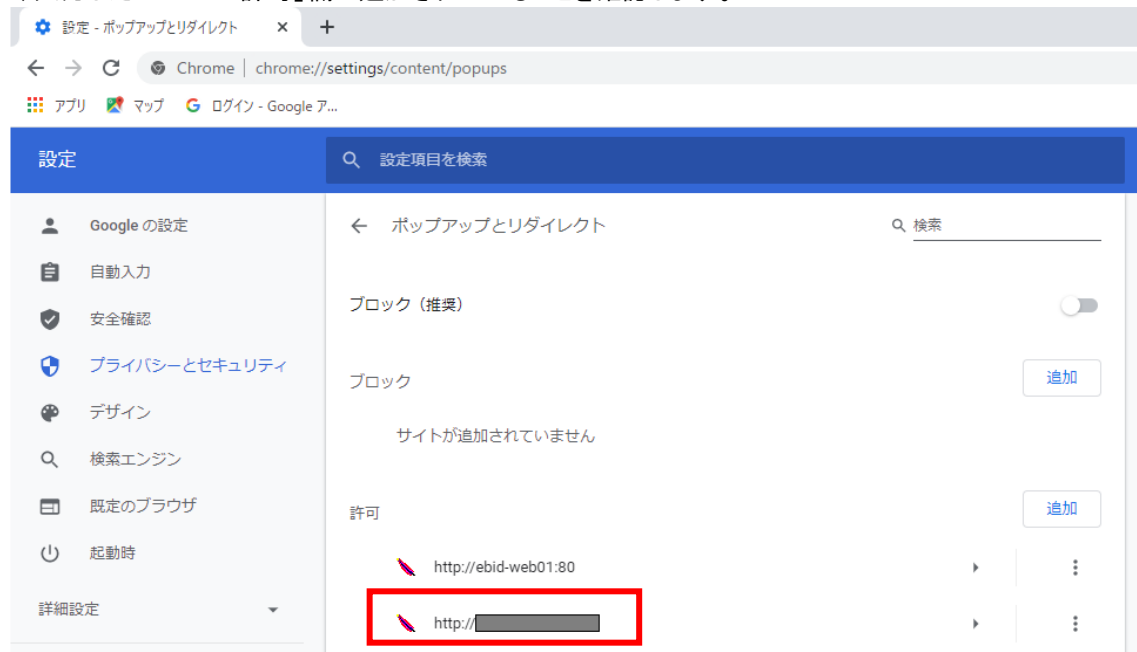 設定 - ポップアップとリダイレクト
Chrome | chrome://settings/content/popups
アプリ マップ G ログイン - Google ア...
設定
設定項目を検索
Google の設定
自動入力
安全確認
プライバシーとセキュリティ
デザイン
検索エンジン
既定のブラウザ
起動時
詳細設定
ポップアップとリダイレクト
検索
ブロック（推奨）
ブロック
追加
サイトが追加されていません
許可
追加
http://ebid-web01:80
http://